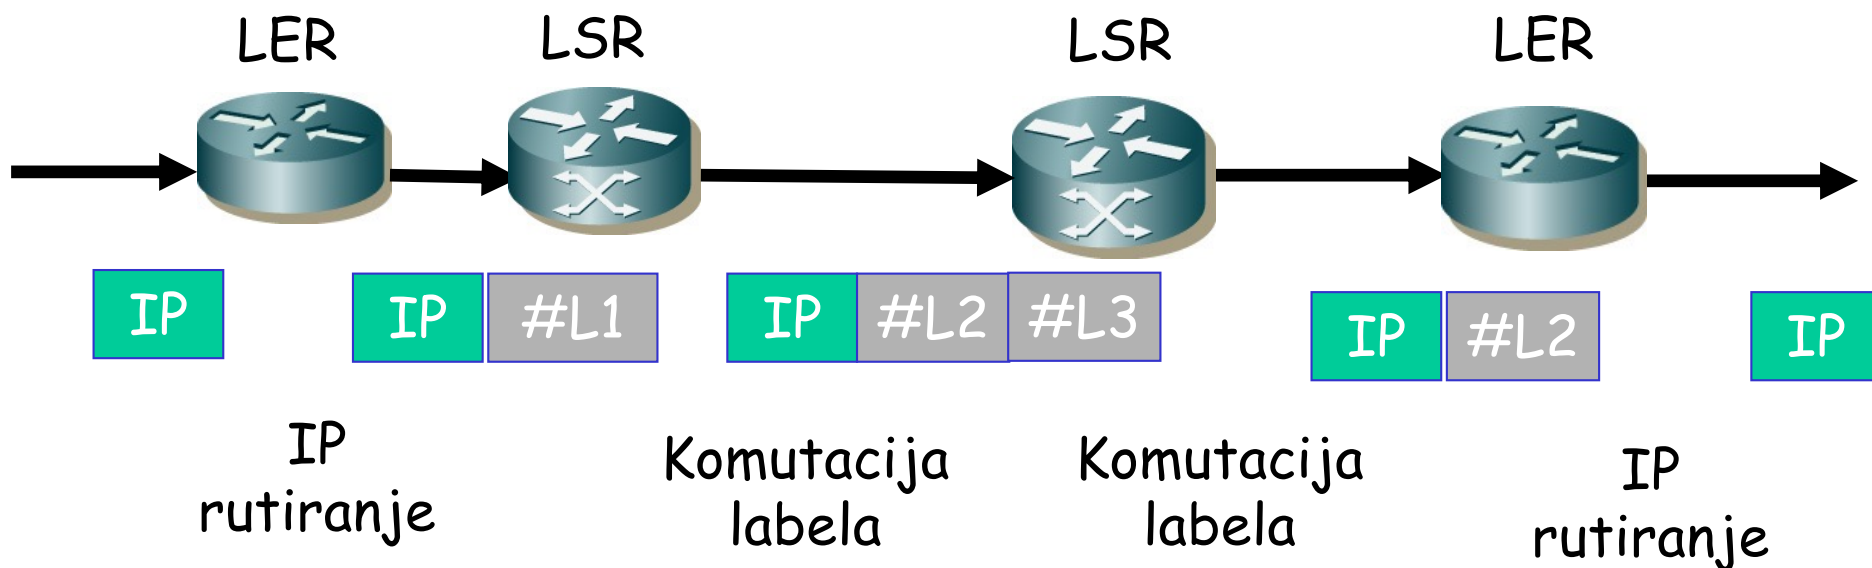 LER LSR LSR LER
IP IP #L1 IP #L2 #L3 IP #L2 IP
IP Komutacija Komutacija IP
rutiranje labela labela rutiranje